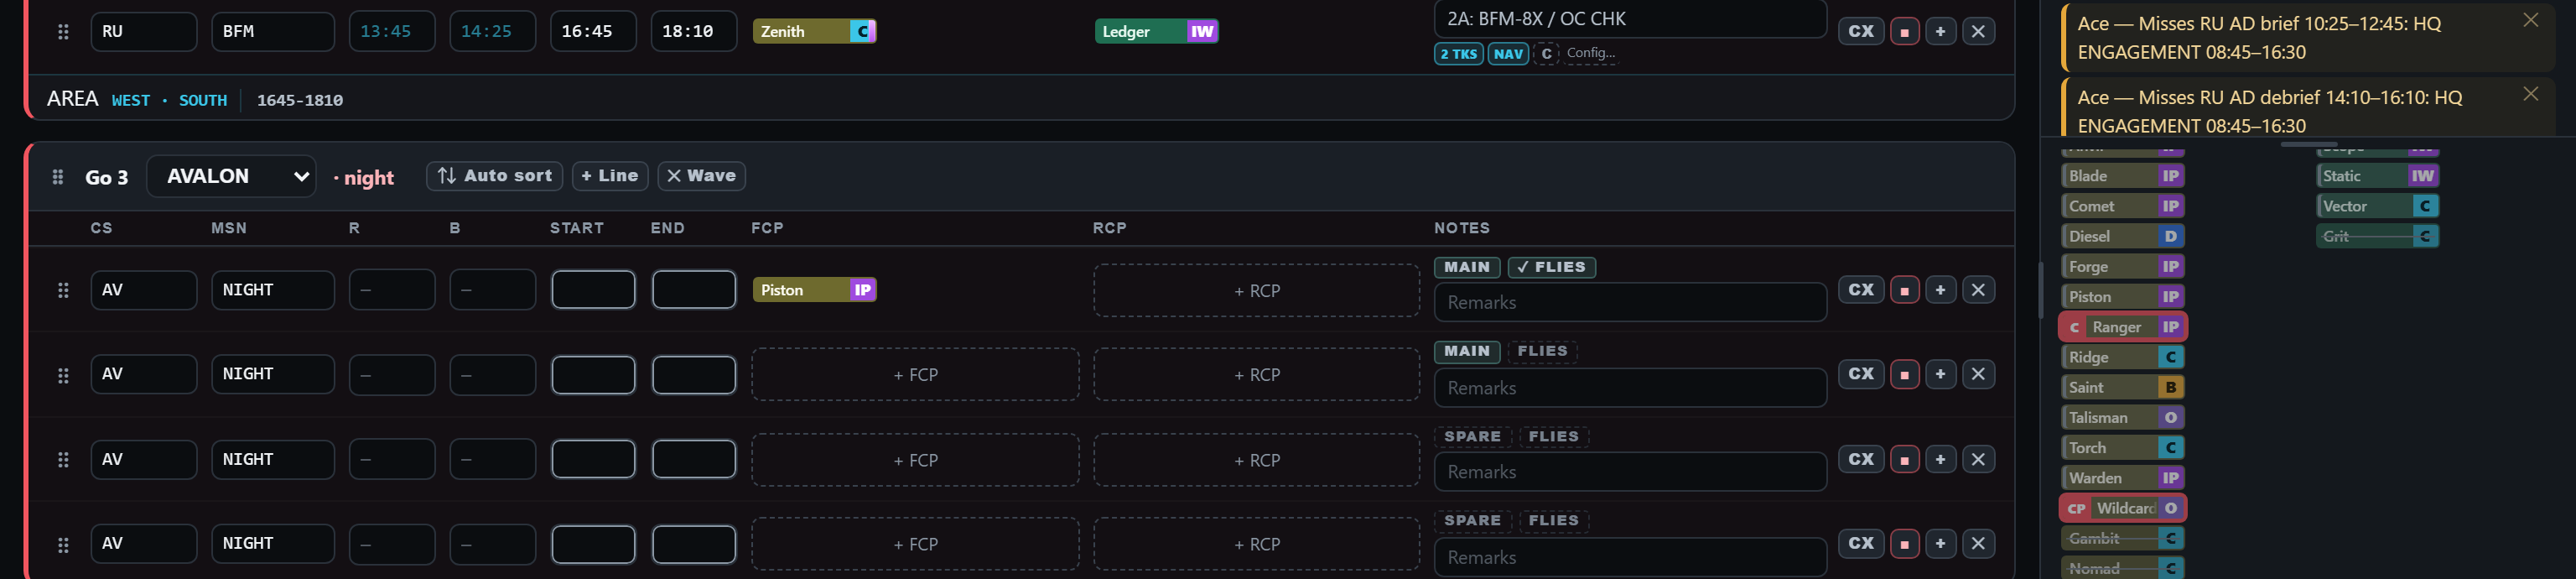 RU BFM 13:45 14:25 16:45 18:10 Zenith C Ledger IW 2A: BFM-8X / OC CHK CX + ×
2 TKS NAV C Config...
AREA WEST · SOUTH 1645-1810
Go 3 AVALON · night Auto sort + Line × Wave
CS MSN R B START END FCP RCP NOTES
MAIN ✓ FLIES
AV NIGHT – – Piston IP + RCP Remarks CX + ×
MAIN FLIES
AV NIGHT – – + FCP + RCP Remarks CX + ×
SPARE FLIES
AV NIGHT – – + FCP + RCP Remarks CX + ×
SPARE FLIES
AV NIGHT – – + FCP + RCP Remarks CX + ×
Ace — Misses RU AD brief 10:25–12:45: HQ ×
ENGAGEMENT 08:45–16:30
Ace — Misses RU AD debrief 14:10–16:10: HQ ×
ENGAGEMENT 08:45–16:30
Blade IP
Comet IP
Diesel D
Forge IP
Piston IP
C Ranger IP
Ridge C
Saint B
Talisman O
Torch C
Warden IP
CP Wildcard O
Gambit C
Nomad C
Static IW
Vector C
Grit C